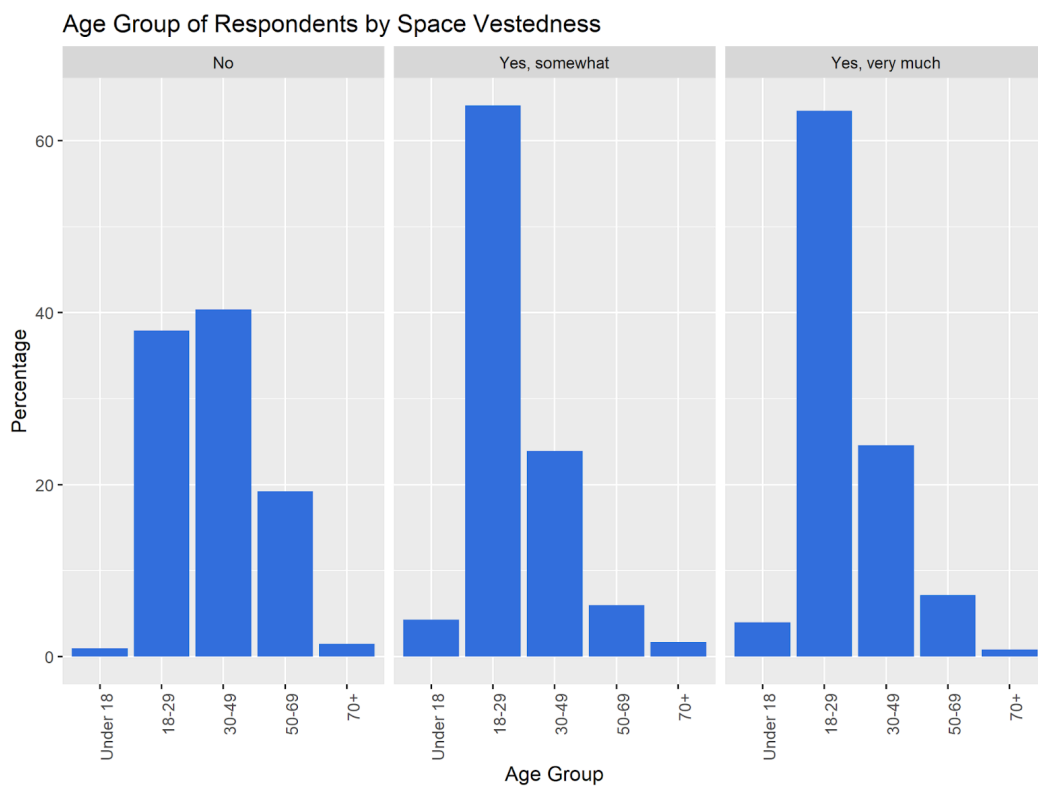 Age Group of Respondents by Space Vestedness
No
Yes, somewhat
Yes, very much
Percentage
60
40
20
0
Under 18
18-29
30-49
50-69
70+
Under 18
18-29
30-49
50-69
70+
Under 18
18-29
30-49
50-69
70+
Age Group